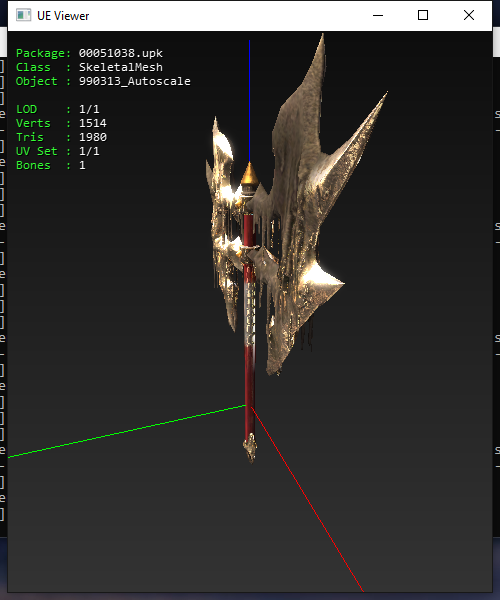 UE Viewer
Package: 00051038.upk
Class : SkeletalMesh
Object : 990313_Autoscale
LOD : 1/1
Verts : 1514
Tris : 1980
UV Set : 1/1
Bones : 1